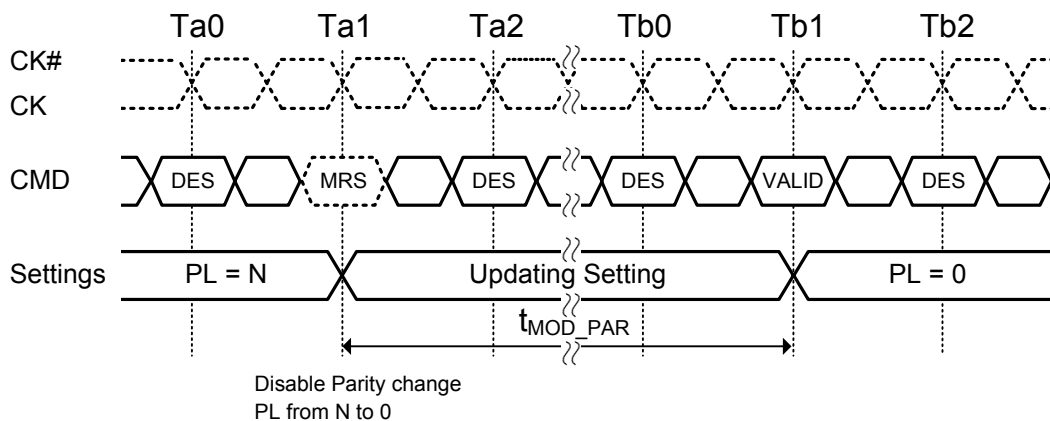 Ta0 Ta1 Ta2 Tb0 Tb1 Tb2
CK#
CK
CMD DES MRS DES DES VALID DES
Settings PL = N Updating Setting PL = 0
tMOD_PAR
Disable Parity change
PL from N to 0